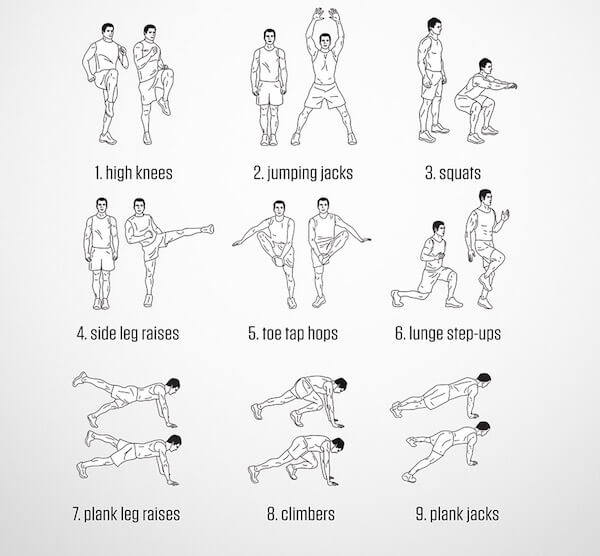 1. high knees
2. jumping jacks
3. squats
4. side leg raises
5. toe tap hops
6. lunge step-ups
7. plank leg raises
8. climbers
9. plank jacks